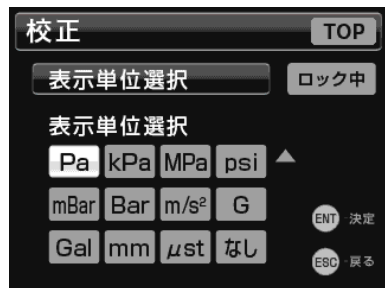 校正 TOP
表示単位選択 ロック中
表示単位選択
Pa kPa MPa psi
mBar Bar m/s² G
ENT 決定
Gal mm μst なし
ESC 戻る